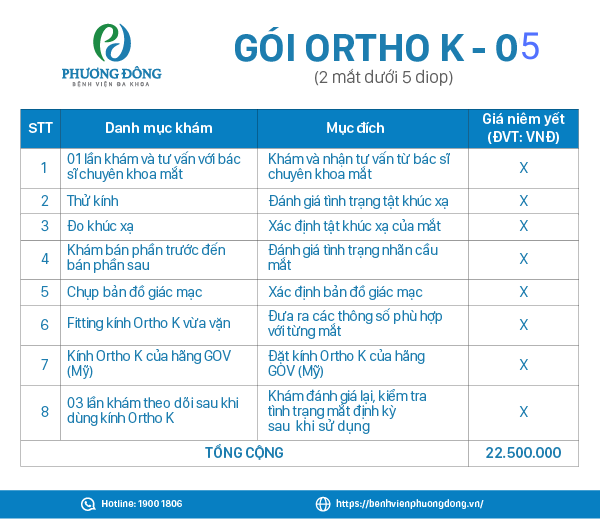 PHƯƠNG ĐÔNG
BỆNH VIỆN ĐA KHOA
GÓI ORTHO K - 05
(2 mắt dưới 5 diop)
STT
Danh mục khám
Mục đích
Giá niêm yết
(ĐVT: VNĐ)
1
01 lần khám và tư vấn với bác
sĩ chuyên khoa mắt
Khám và nhận tư vấn từ bác sĩ
chuyên khoa mắt
X
2
Thử kính
Đánh giá tình trạng tật khúc xạ
X
3
Đo khúc xạ
Xác định tật khúc xạ của mắt
X
4
Khám bán phần trước đến
bán phần sau
Đánh giá tình trạng nhãn cầu
mắt
X
5
Chụp bản đồ giác mạc
Xác định bản đồ giác mạc
X
6
Fitting kính Ortho K vừa vặn
Đưa ra các thông số phù hợp
với từng mắt
X
7
Kính Ortho K của hãng GOV
(Mỹ)
Đặt kính Ortho K của hãng
GOV (Mỹ)
X
8
03 lần khám theo dõi sau khi
dùng kính Ortho K
Khám đánh giá lại, kiểm tra
tình trạng mắt định kỳ
sau khi sử dụng
X
TỔNG CỘNG
22.500.000
Hotline: 1900 1806
https://benhvienphuongdong.vn/